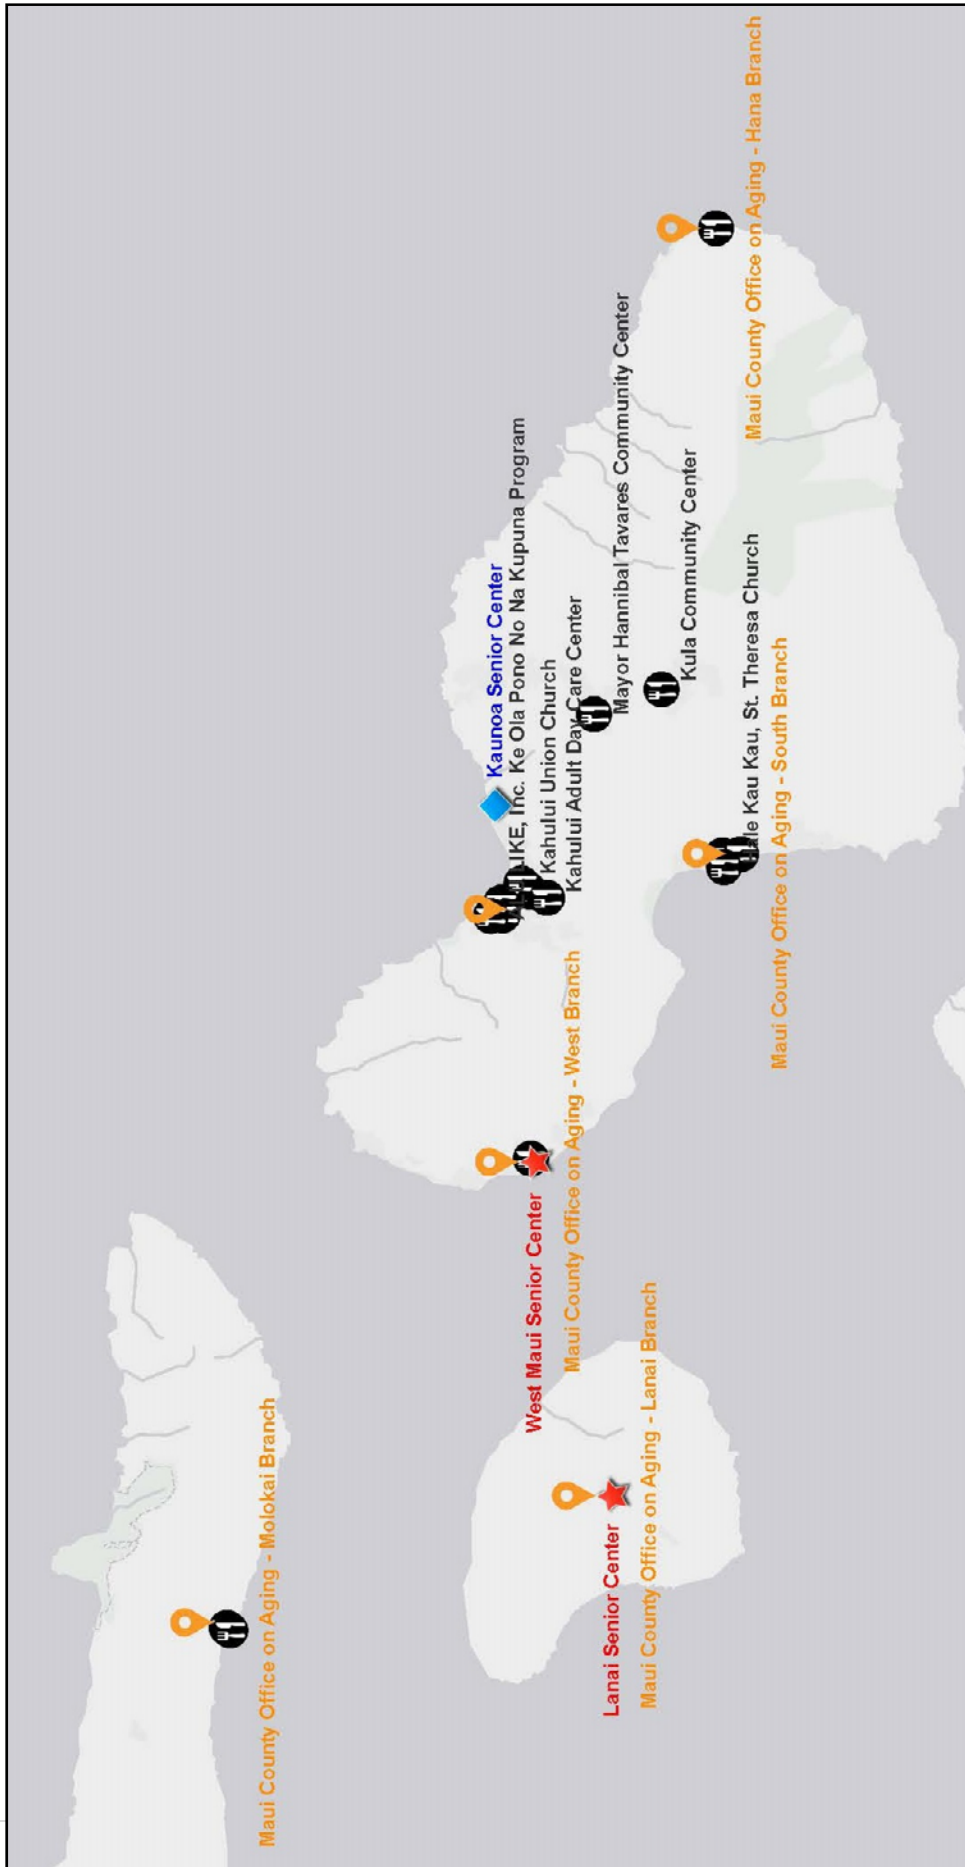 Maui County Office on Aging - Molokai Branch
Lanai Senior Center
Maui County Office on Aging - Lanai Branch
West Maui Senior Center
Maui County Office on Aging - West Branch
Kaunoa Senior Center
Inc. Ke Ola Pono No Na Kupuna Program
Kahului Union Church
Kahului Adult Day Care Center
Mayor Hannibal Tavares Community Center
Kula Community Center
Kau Kau, St. Theresa Church
Maui County Office on Aging - South Branch
Maui County Office on Aging - Hana Branch